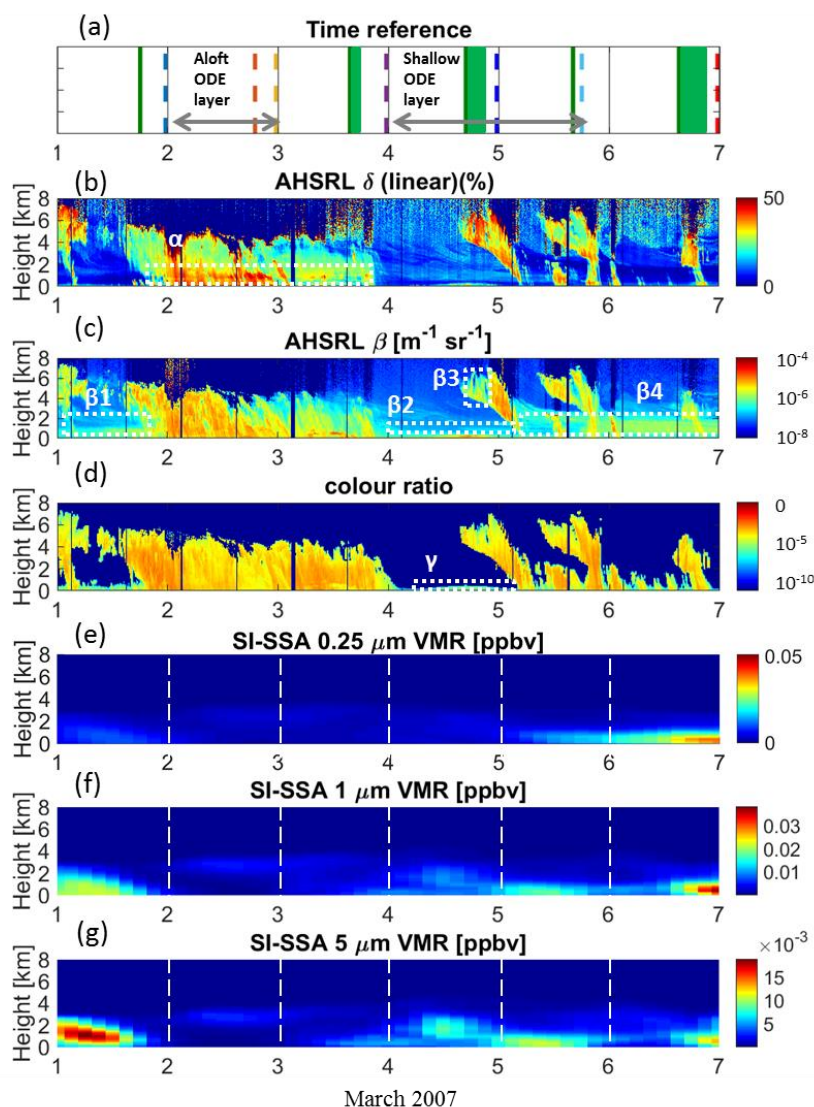 (a)
Time reference
Aloft
ODE
layer
Shallow
ODE
layer
1 2 3 4 5 6 7
(b)
AHSRL δ (linear)(%)
Height [km]
8
6
4
2
0
α
50
0
1 2 3 4 5 6 7
(c)
AHSRL β [m⁻¹ sr⁻¹]
Height [km]
8
6
4
2
0
β1
β2
β3
β4
10⁻⁴
10⁻⁶
10⁻⁸
1 2 3 4 5 6 7
(d)
colour ratio
Height [km]
8
6
4
2
0
γ
0
10⁻⁵
10⁻¹⁰
1 2 3 4 5 6 7
(e)
SI-SSA 0.25 μm VMR [ppbv]
Height [km]
8
6
4
2
0
0.05
0
1 2 3 4 5 6 7
(f)
SI-SSA 1 μm VMR [ppbv]
Height [km]
8
6
4
2
0
0.03
0.02
0.01
1 2 3 4 5 6 7
(g)
SI-SSA 5 μm VMR [ppbv]
Height [km]
8
6
4
2
0
× 10⁻³
15
10
5
1 2 3 4 5 6 7
March 2007